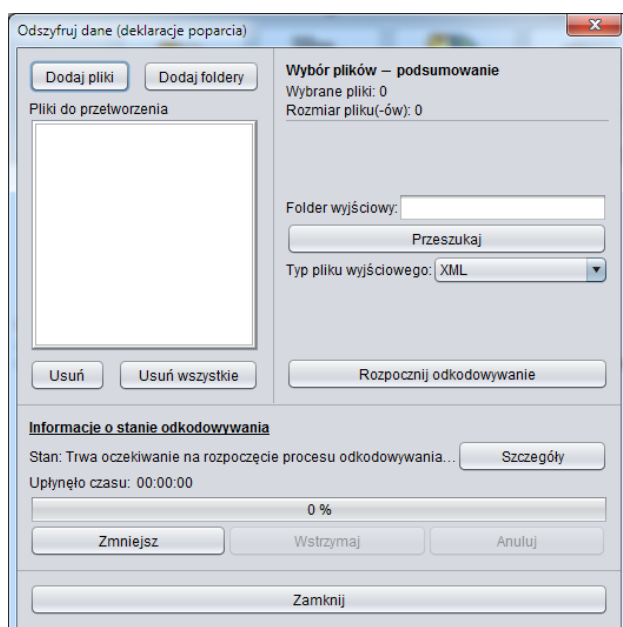 Odszyfruj dane (deklaracje poparcia)
Dodaj pliki
Dodaj foldery
Pliki do przetworzenia
Usuń
Usuń wszystkie
Wybór plików – podsumowanie
Wybrane pliki: 0
Rozmiar pliku(-ów): 0
Folder wyjściowy:
Przeszukaj
Typ pliku wyjściowego: XML
Rozpocznij odkodowywanie
Informacje o stanie odkodowywania
Stan: Trwa oczekiwanie na rozpoczęcie procesu odkodowywania... Szczegóły
Upłynęło czasu: 00:00:00
0 %
Zmniejsz Wstrzymaj Anuluj
Zamknij